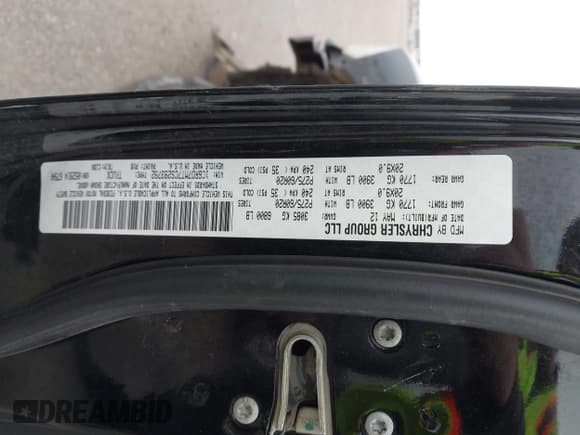 MFD BY CHRYSLER GROUP LLC
DATE OF MFR(BUILT): MAY 12 GVWR: 3085 KG 6800 LB
GAWR FRONT: 1770 KG 3900 LB WITH P275/60R20 TIRES
20X9.0 RIMS AT 240 KPA/ 35 PSI COLD
GAWR REAR: 1770 KG 3900 LB WITH P275/60R20 TIRES
20X9.0 RIMS AT 240 KPA/ 35 PSI COLD
THIS VEHICLE CONFORMS TO ALL APPLICABLE U.S.A. FEDERAL MOTOR VEHICLE SAFETY
STANDARDS IN EFFECT ON THE DATE OF MANUFACTURE SHOWN ABOVE.
VIN: TYPE: TRUCK
VEHICLE MADE IN U.S.A. PAINT: TRIM:
DREAMBID